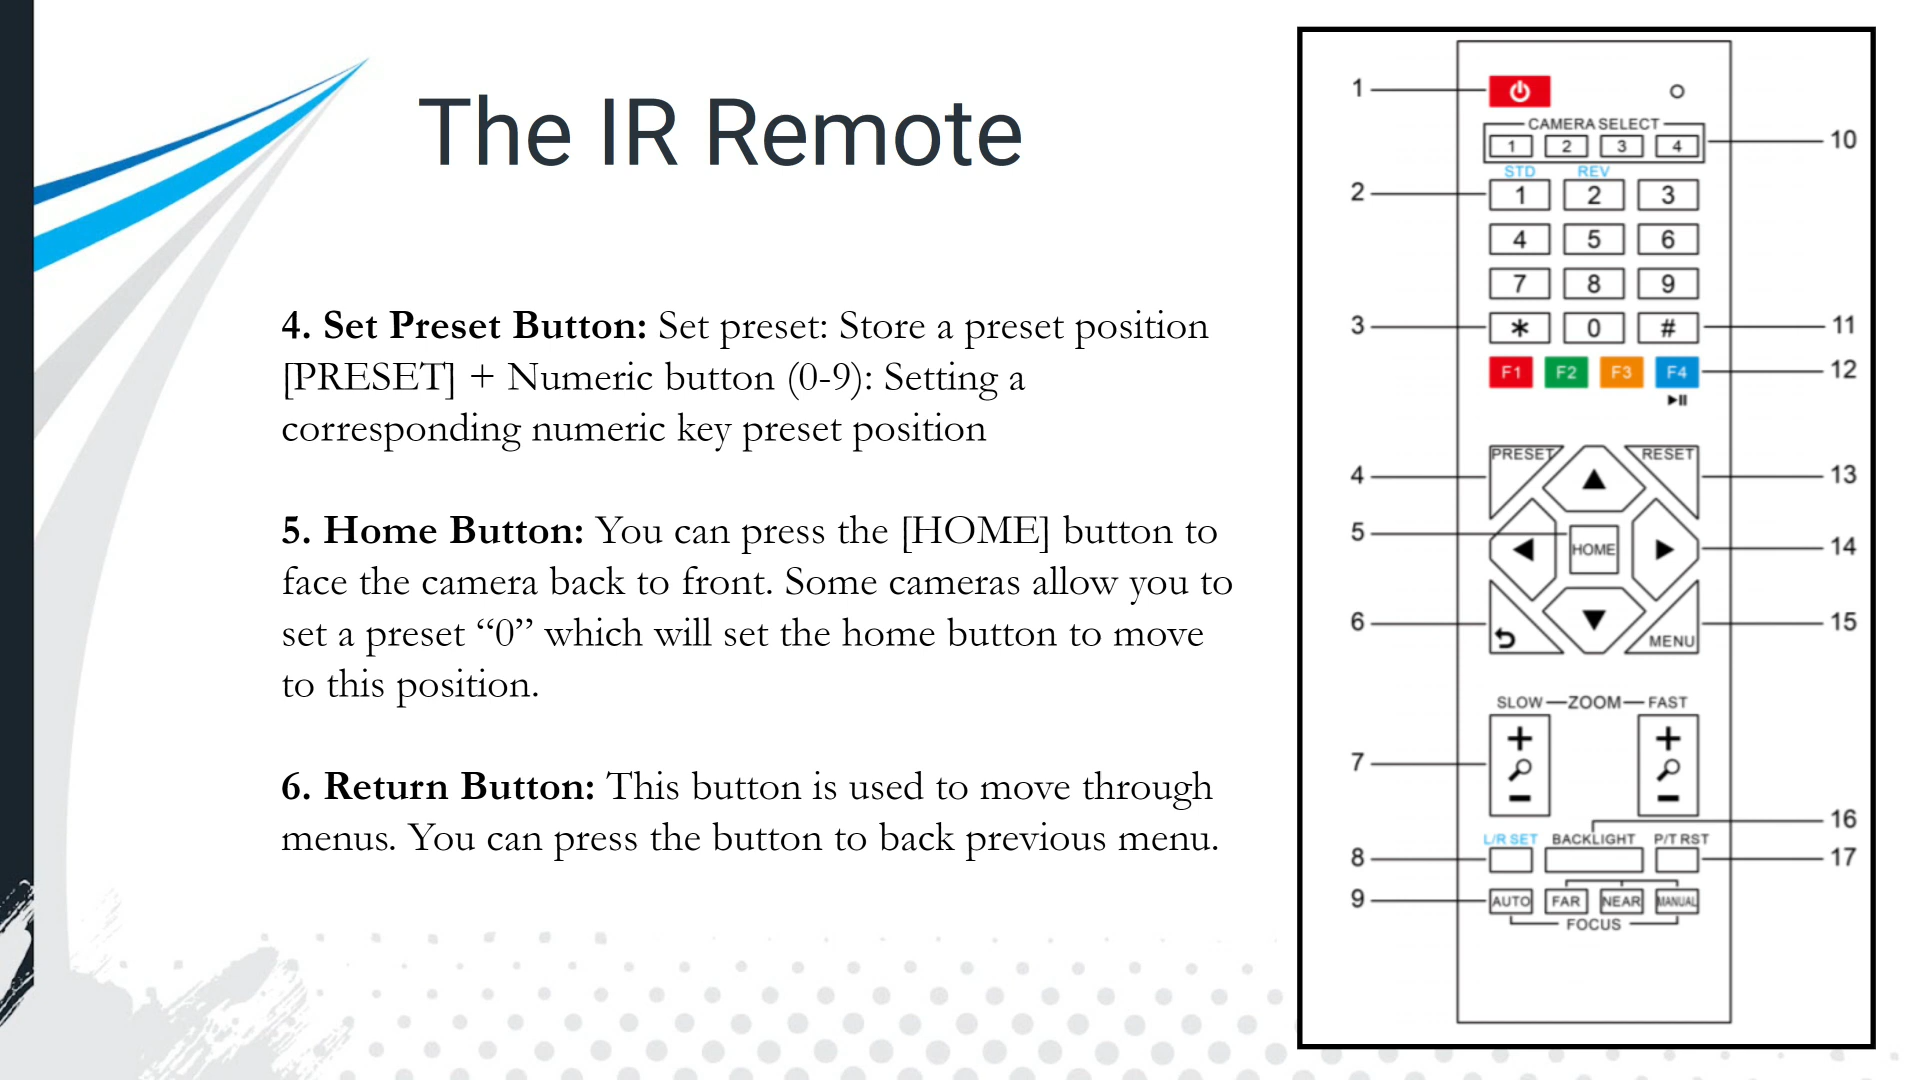 The IR Remote
4. Set Preset Button: Set preset: Store a preset position
[PRESET] + Numeric button (0-9): Setting a
corresponding numeric key preset position
5. Home Button: You can press the [HOME] button to
face the camera back to front. Some cameras allow you to
set a preset “0” which will set the home button to move
to this position.
6. Return Button: This button is used to move through
menus. You can press the button to back previous menu.
1
CAMERA SELECT
1 2 3 4 10
STD REV
2 1 2 3
4 5 6
7 8 9
3 * 0 # 11
F1 F2 F3 F4 12
PRESET RESET
4 13
5 HOME 14
6 15
MENU
SLOW ZOOM FAST
+ +
7
- -
16
L/R SET BACKLIGHT P/T RST
8 17
9 AUTO FAR NEAR MANUAL
FOCUS